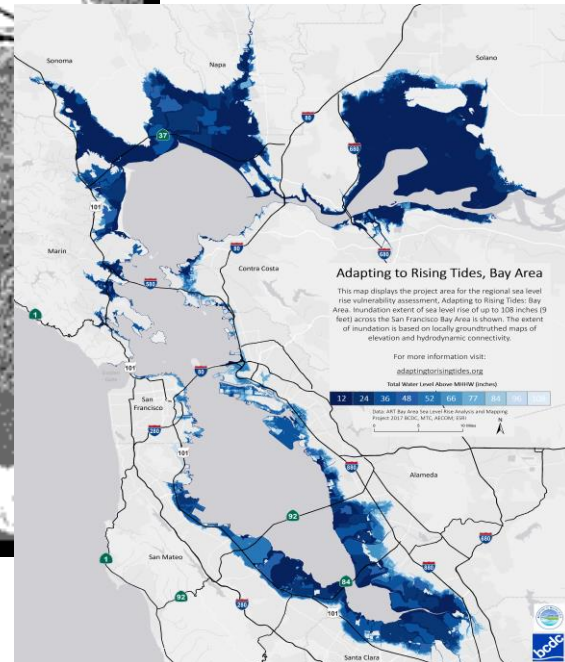 Sonoma
Napa
Solano
80
37
680
101
80
680
Marin
Contra Costa
580
1
101
80
San
Francisco
280
101
Adapting to Rising Tides, Bay Area
This map displays the project area for the regional sea level
rise vulnerability assessment, Adapting to Rising Tides: Bay
Area. Inundation extent of sea level rise of up to 108 inches (9
feet) across the San Francisco Bay Area is shown. The extent
of inundation is based on locally groundtruthed maps of
elevation and hydrodynamic connectivity.
For more information visit:
adaptingtorisingtides.org
Total Water Level Above MHHW (inches)
12 24 36 48 52 66 77 84 96 108
Data: ART Bay Area Sea Level Rise Analysis and Mapping
Project 2017 BCDC, MTC, AECOM; ESRI
N
880
Alameda
92
680
San Mateo
1
84
880
92
280
101
Santa Clara
bcdc